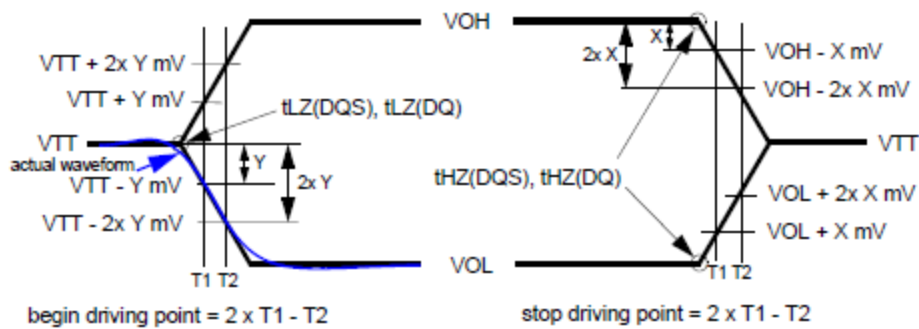 VOH
VTT + 2x Y mV
VTT + Y mV
tLZ(DQS), tLZ(DQ)
VTT
actual waveform
VTT - Y mV
VTT - 2x Y mV
Y
2x Y
T1 T2
VOL
begin driving point = 2 x T1 - T2
X
2x X
VOH - X mV
VOH - 2x X mV
VTT
tHZ(DQS), tHZ(DQ)
VOL + 2x X mV
VOL + X mV
T1 T2
stop driving point = 2 x T1 - T2